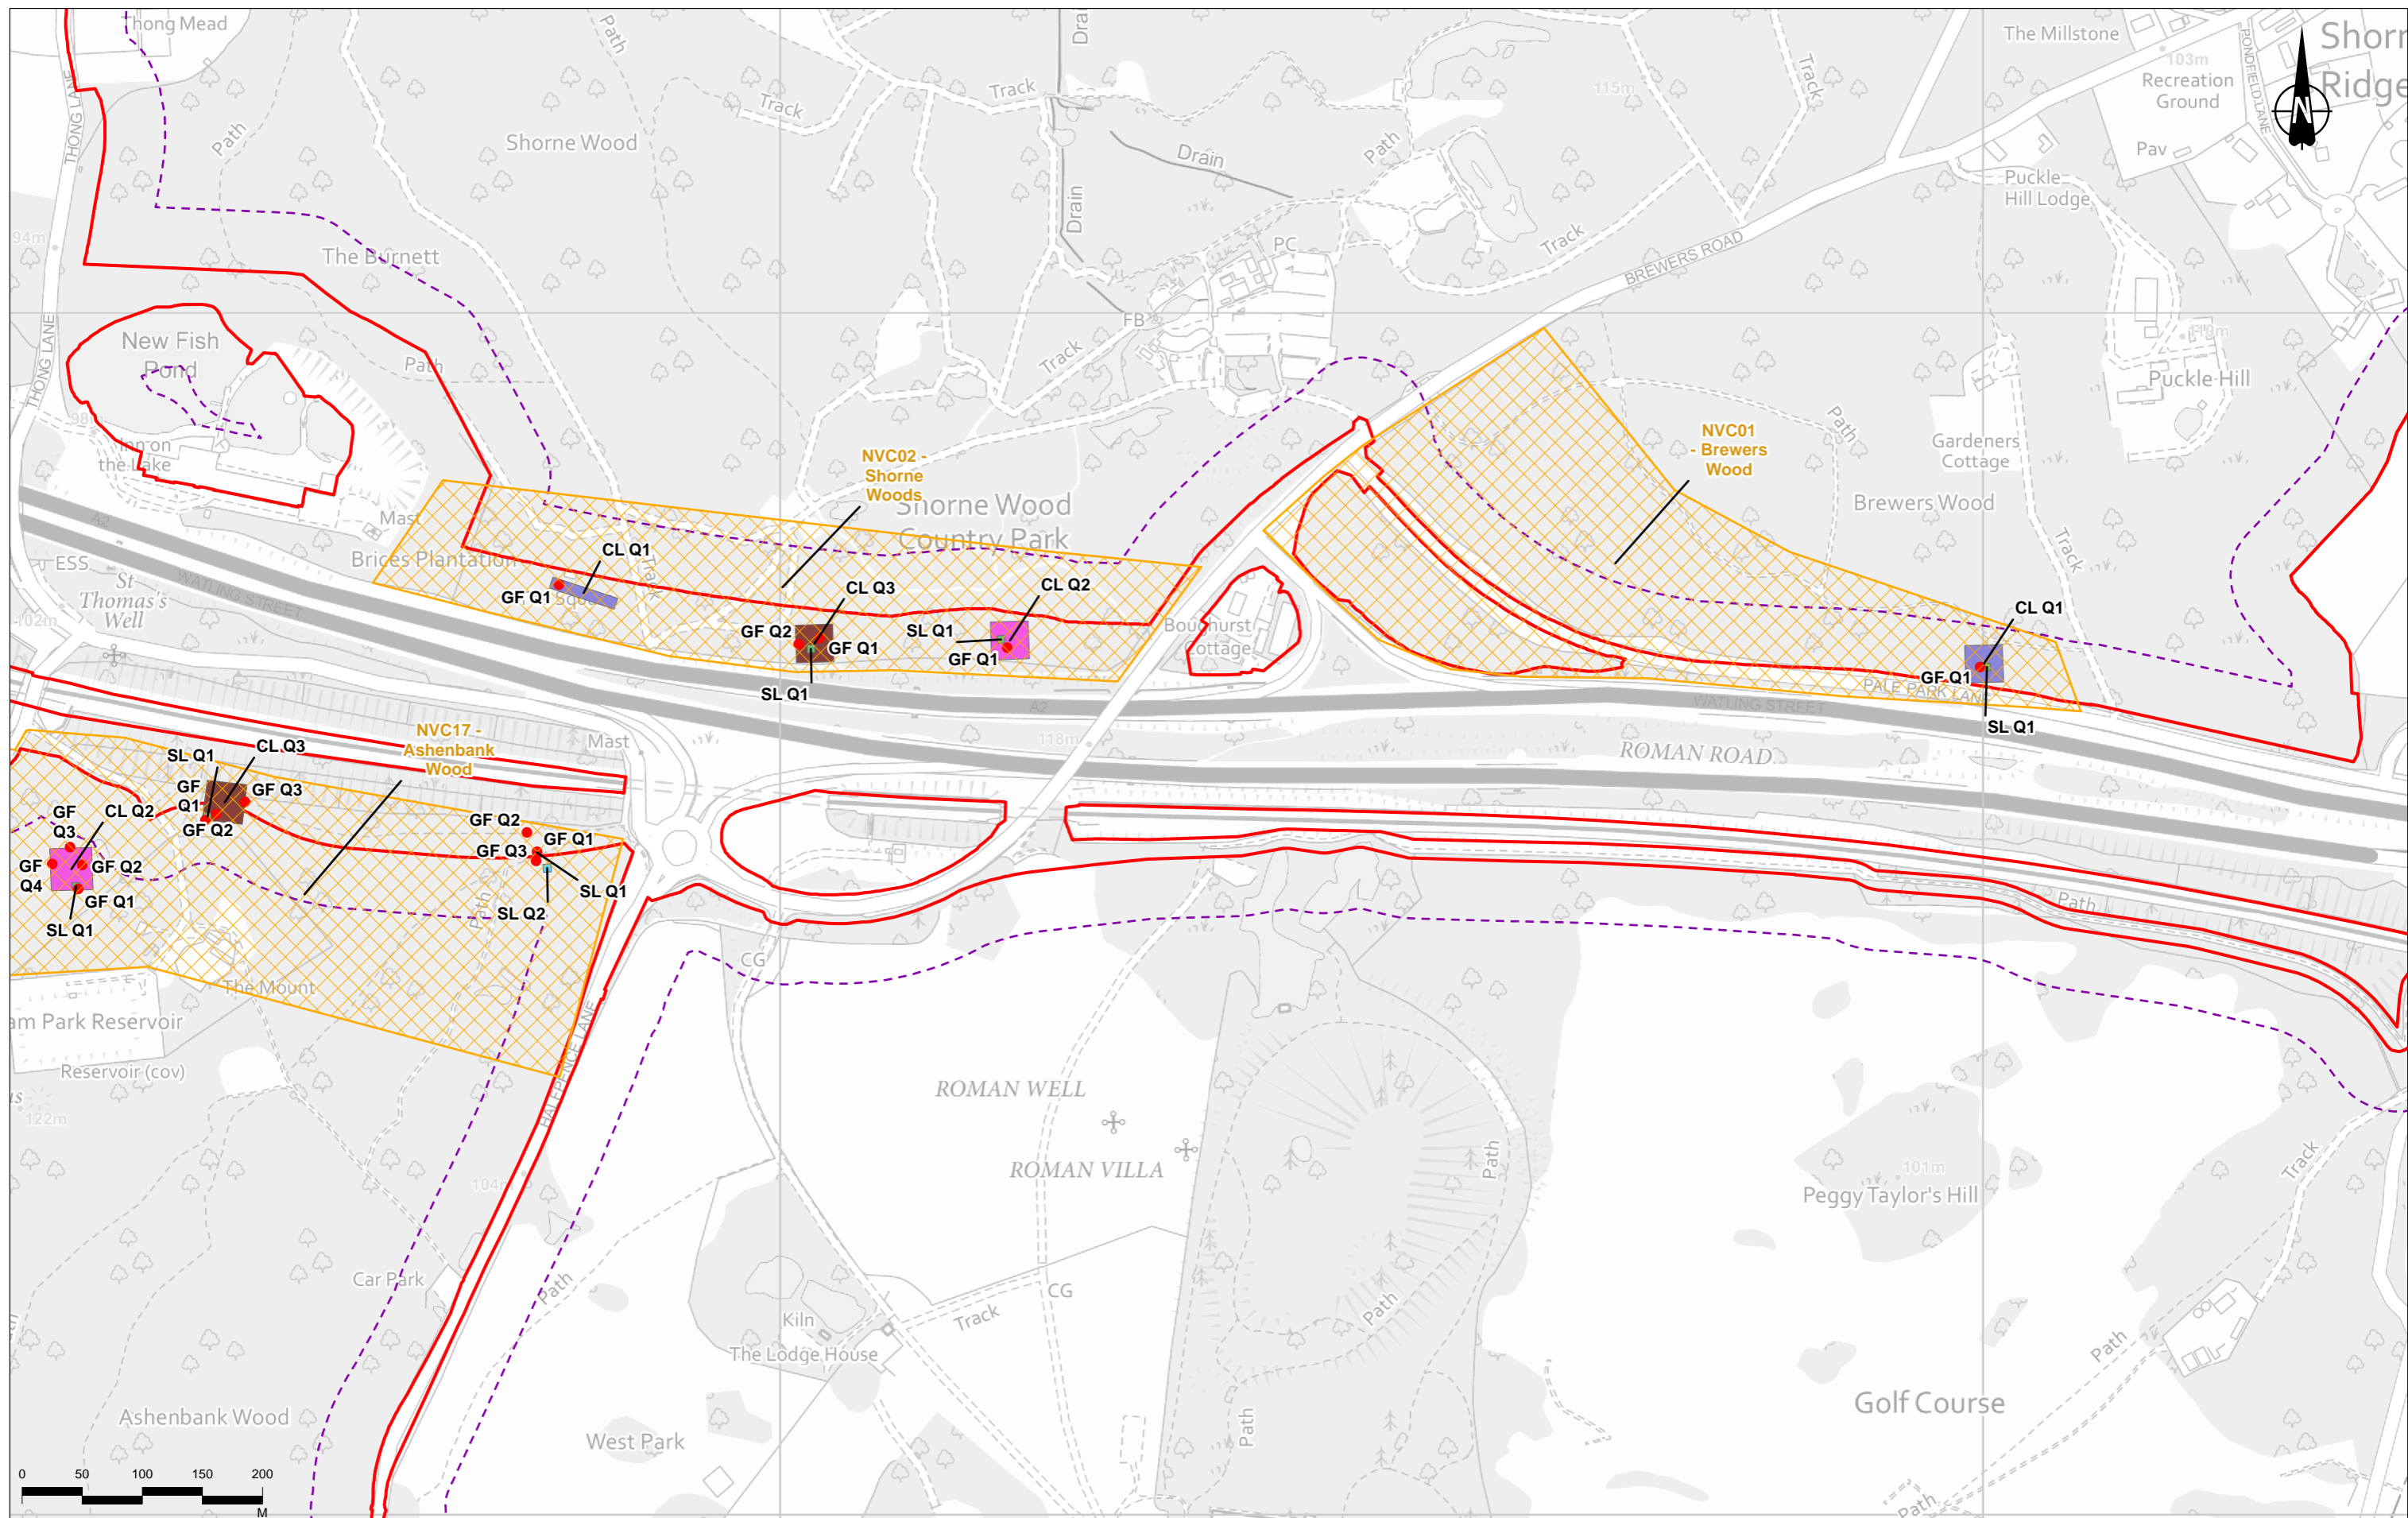 Thong Mead
Path
Drain
The Millstone
Shorn
Ridge
103m
Recreation
Ground
PONDFIELD LANE
THONG LANE
Path
Track
Track
115m
Track
Shorne Wood
Drain
Path
Pav
Puckle
Hill Lodge
Drain
94m
The Burnett
PC
Track
BREWERS ROAD
New Fish
Pond
THONG LANE
Path
FB
Track
Puckle Hill
98m
Inn on
the Lake
NVC02 -
Shorne
Woods
NVC01
- Brewers
Wood
Path
Gardeners
Cottage
Shorne Wood
Country Park
Brewers Wood
Mast
A2
ESS
Brices Plantation
CL Q1
Track
Track
St
Thomas's
Well
WATLING STREET
GF Q1
CL Q3
CL Q2
CL Q1
102m
GF Q2
GF Q1
SL Q1
GF Q1
Boughurst
Cottage
GF Q1
PALE PARK LANE
SL Q1
A2
WATLING STREET
SL Q1
NVC17 -
Ashenbank
Wood
Mast
118m
ROMAN ROAD
SL Q1
CL Q3
GF
Q1
GF Q3
GF
Q3
CL Q2
GF Q2
GF Q2
GF Q1
GF Q3
GF
Q4
GF Q2
GF Q1
SL Q1
SL Q1
SL Q2
Path
Path
The Mount
CG
am Park Reservoir
HALFPENCE LANE
Reservoir (cov)
122m
ROMAN WELL
ROMAN VILLA
Path
101m
Peggy Taylor's Hill
Track
104m
Car Park
Path
CG
Kiln
Track
Path
The Lodge House
Path
Ashenbank Wood
West Park
Path
Golf Course
Path
0 50 100 150 200
M
N